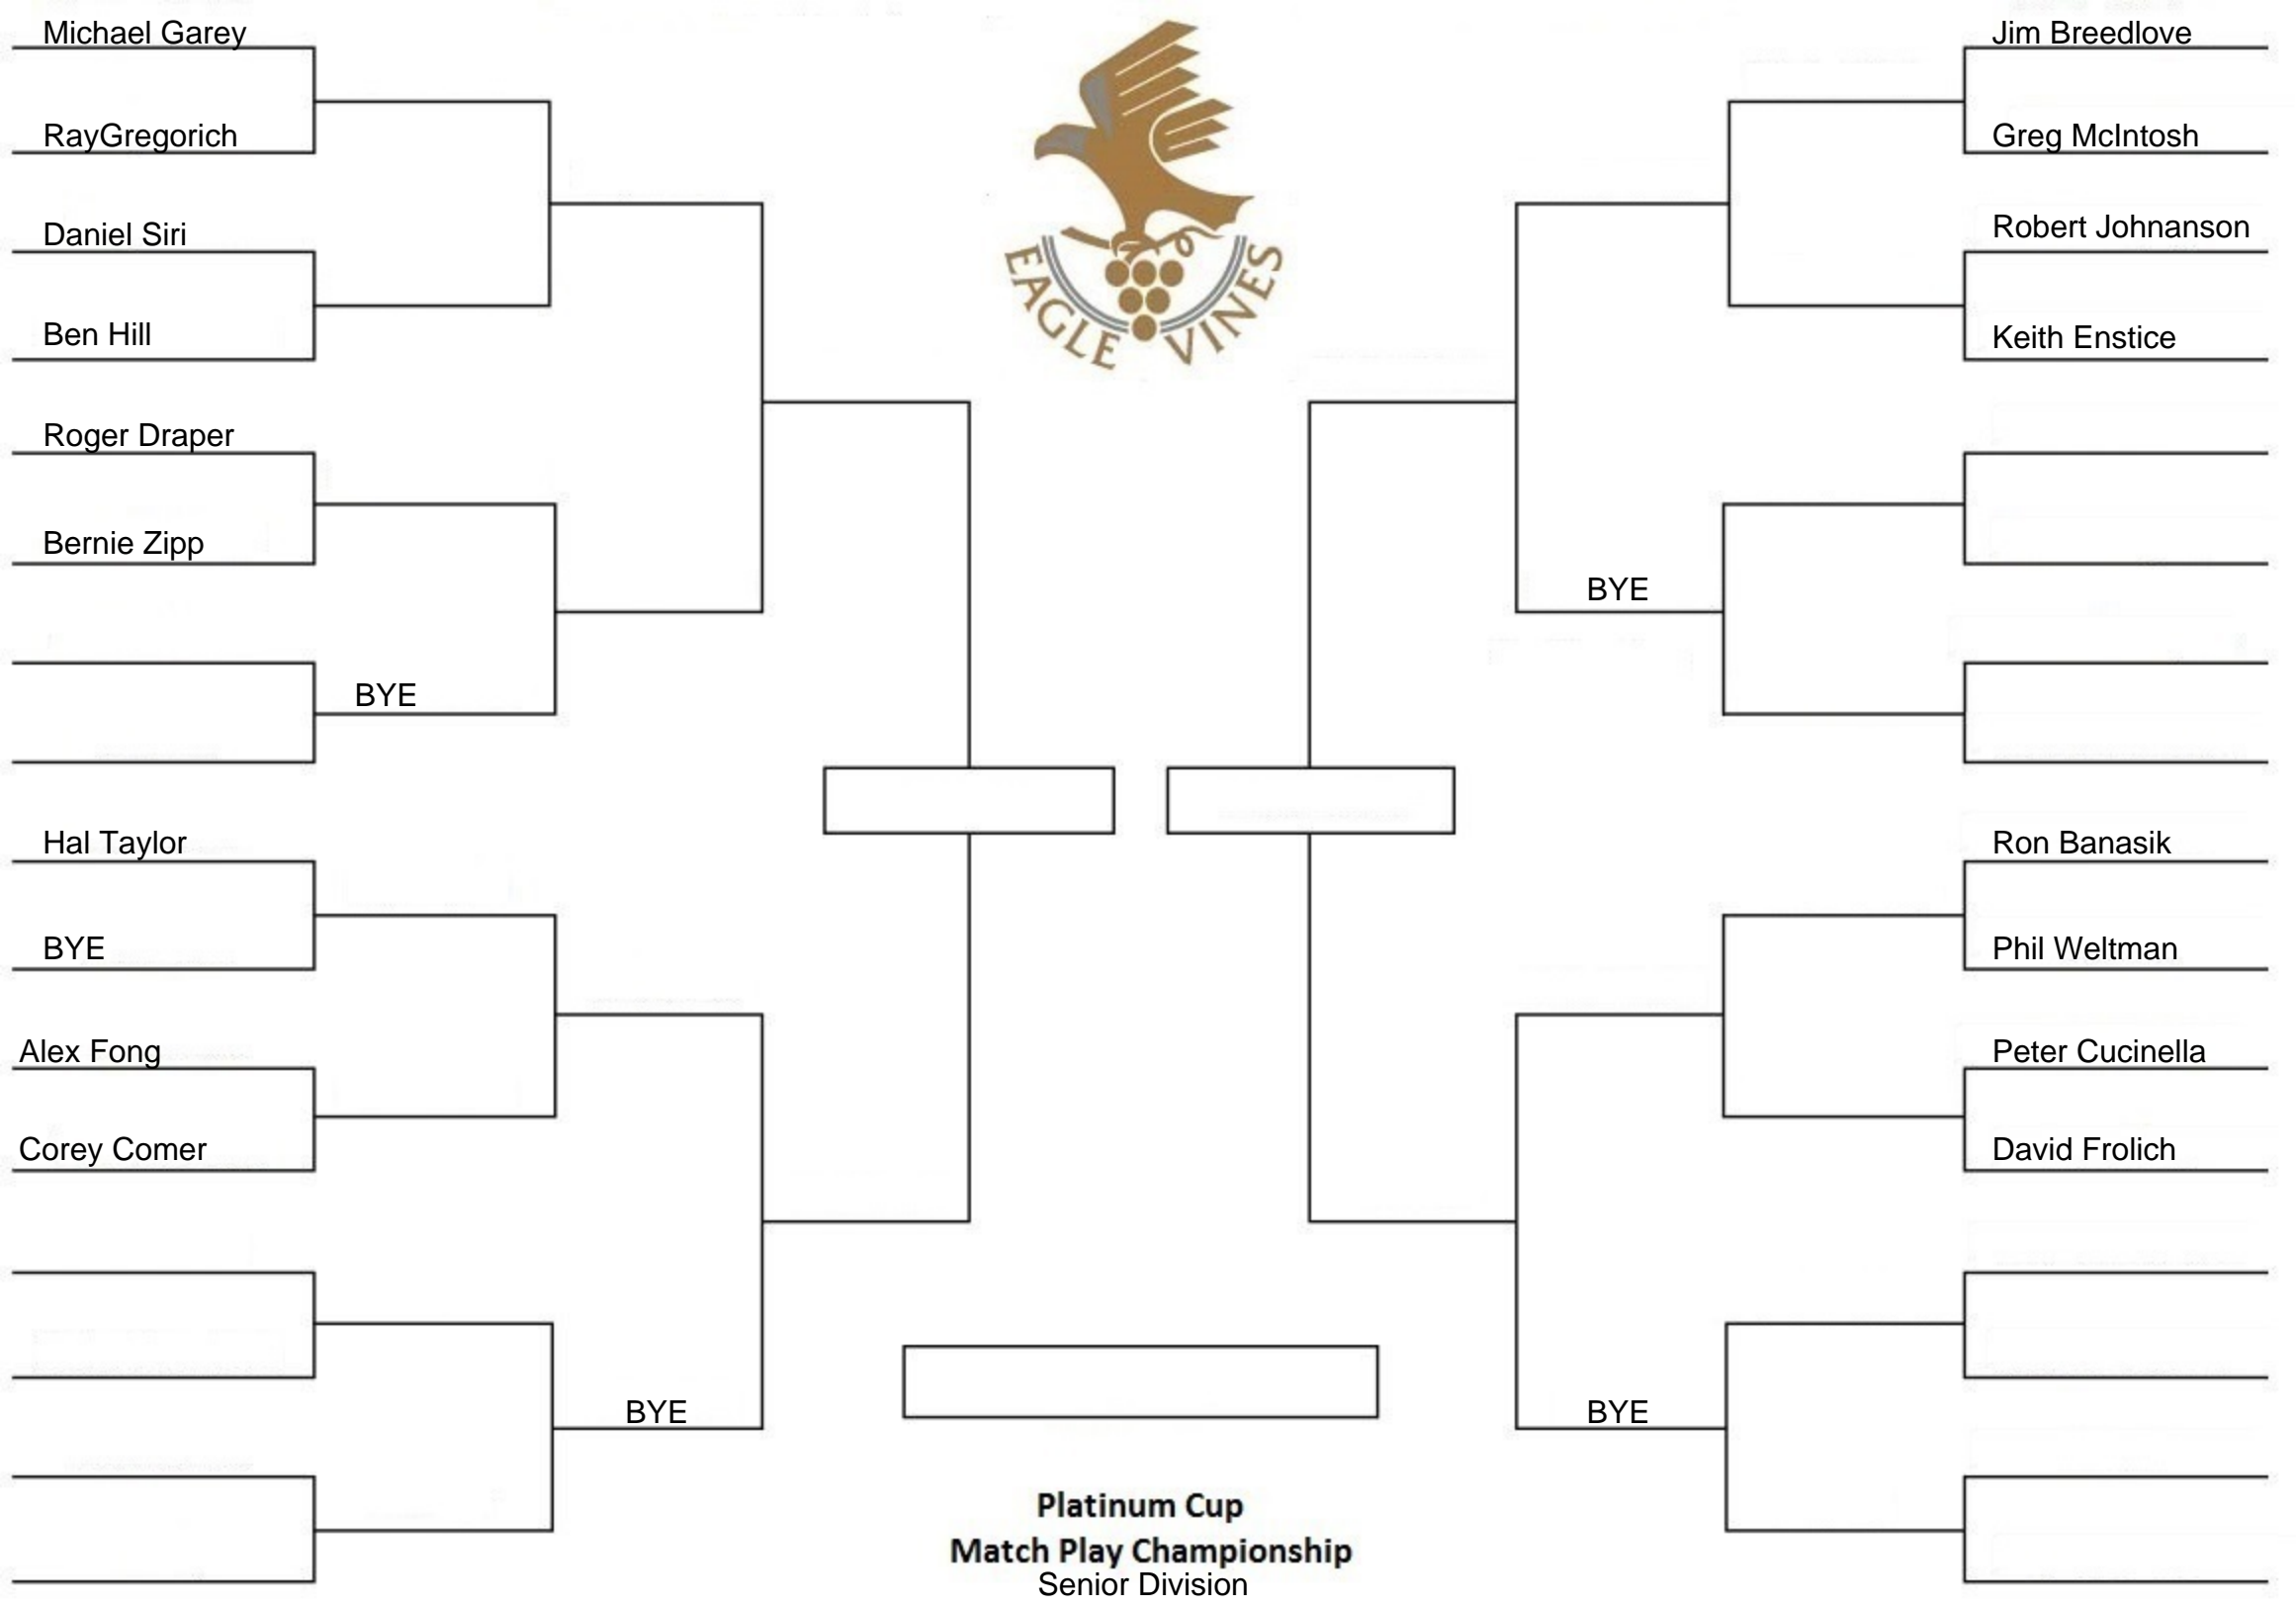 Michael Garey
RayGregorich
Daniel Siri
Ben Hill
Roger Draper
Bernie Zipp
BYE
Hal Taylor
BYE
Alex Fong
Corey Comer
BYE
EAGLE VINES
Jim Breedlove
Greg McIntosh
Robert Johnanson
Keith Enstice
BYE
Ron Banasik
Phil Weltman
Peter Cucinella
David Frolich
BYE
Platinum Cup
Match Play Championship
Senior Division